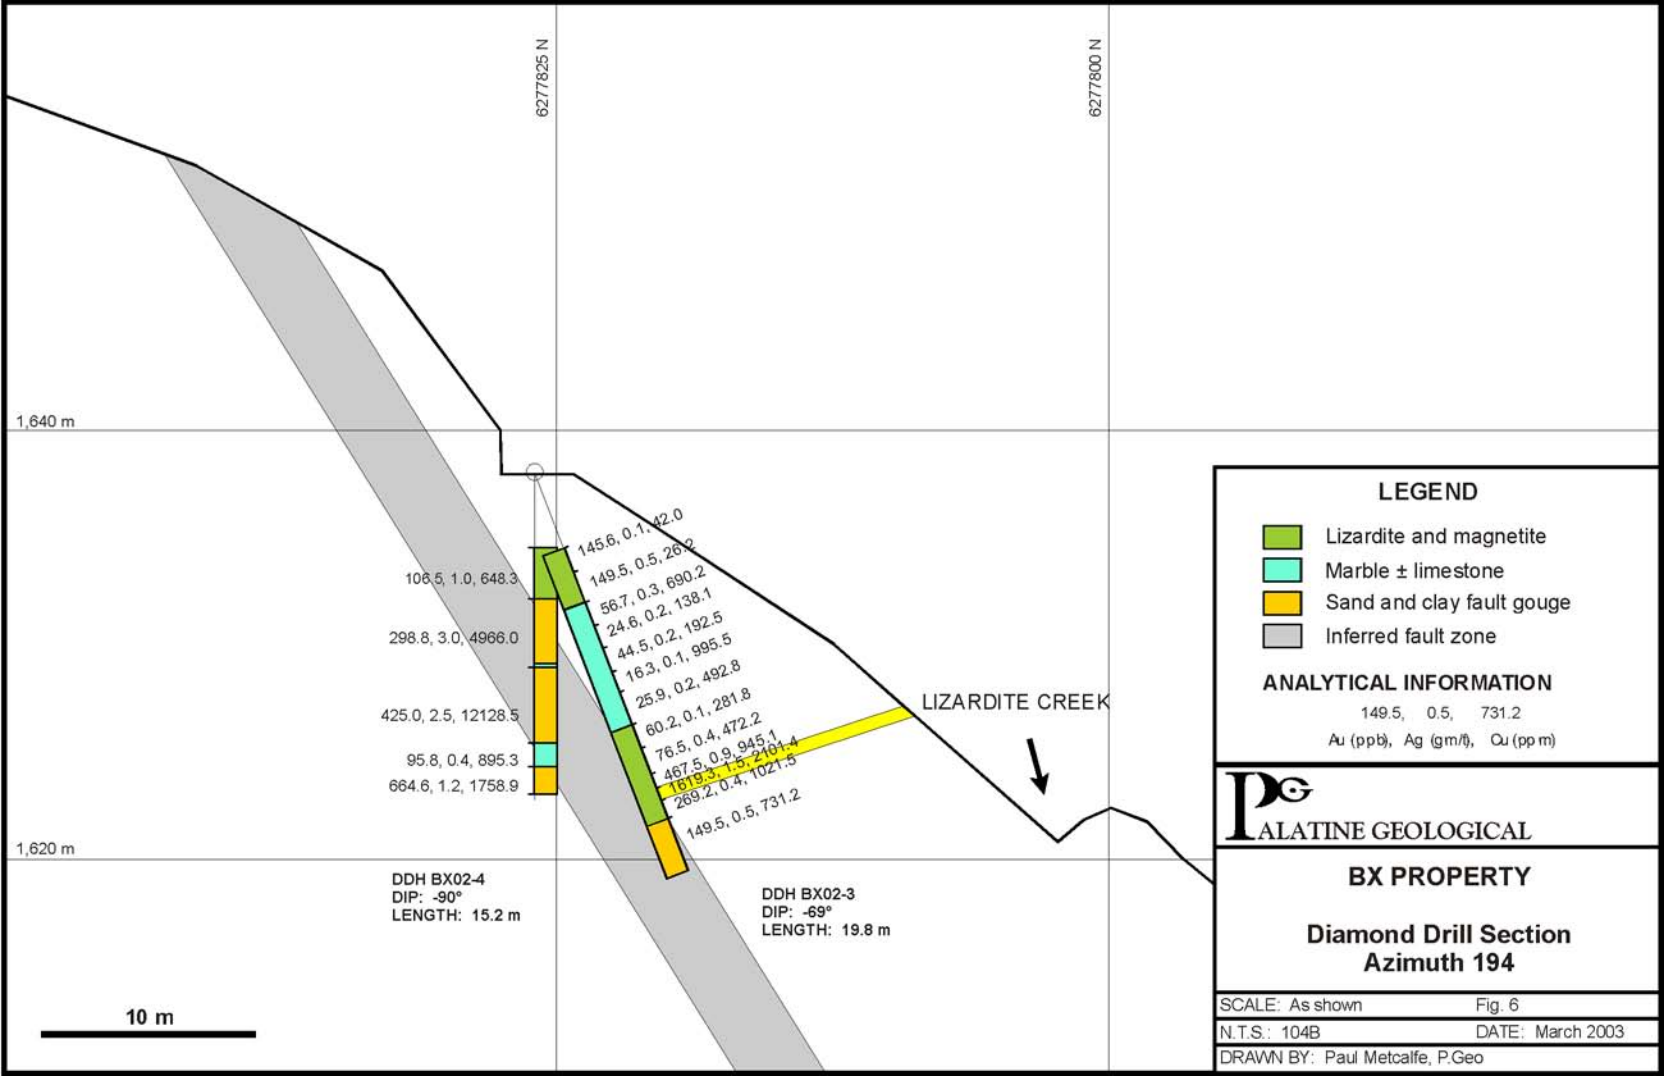 6277825 N
6277800 N
1,640 m
145.6, 0.1, 42.0
149.5, 0.5, 26.2
56.7, 0.3, 690.2
24.6, 0.2, 138.1
44.5, 0.2, 192.5
16.3, 0.1, 995.5
25.9, 0.2, 492.8
60.2, 0.1, 281.8
76.5, 0.4, 472.2
467.5, 0.9, 945.1
1619.3, 1.5, 2101.4
269.2, 0.4, 1021.5
149.5, 0.5, 731.2
106.5, 1.0, 648.3
298.8, 3.0, 4966.0
425.0, 2.5, 12128.5
95.8, 0.4, 895.3
664.6, 1.2, 1758.9
LIZARDITE CREEK
1,620 m
DDH BX02-4
DIP: -90°
LENGTH: 15.2 m
DDH BX02-3
DIP: -69°
LENGTH: 19.8 m
10 m
LEGEND
Lizardite and magnetite
Marble ± limestone
Sand and clay fault gouge
Inferred fault zone
ANALYTICAL INFORMATION
149.5, 0.5, 731.2
Au (ppb), Ag (gm/t), Cu (ppm)
PG
PALATINE GEOLOGICAL
BX PROPERTY
Diamond Drill Section
Azimuth 194
SCALE: As shown Fig. 6
N.T.S.: 104B DATE: March 2003
DRAWN BY: Paul Metcalfe, P.Geo